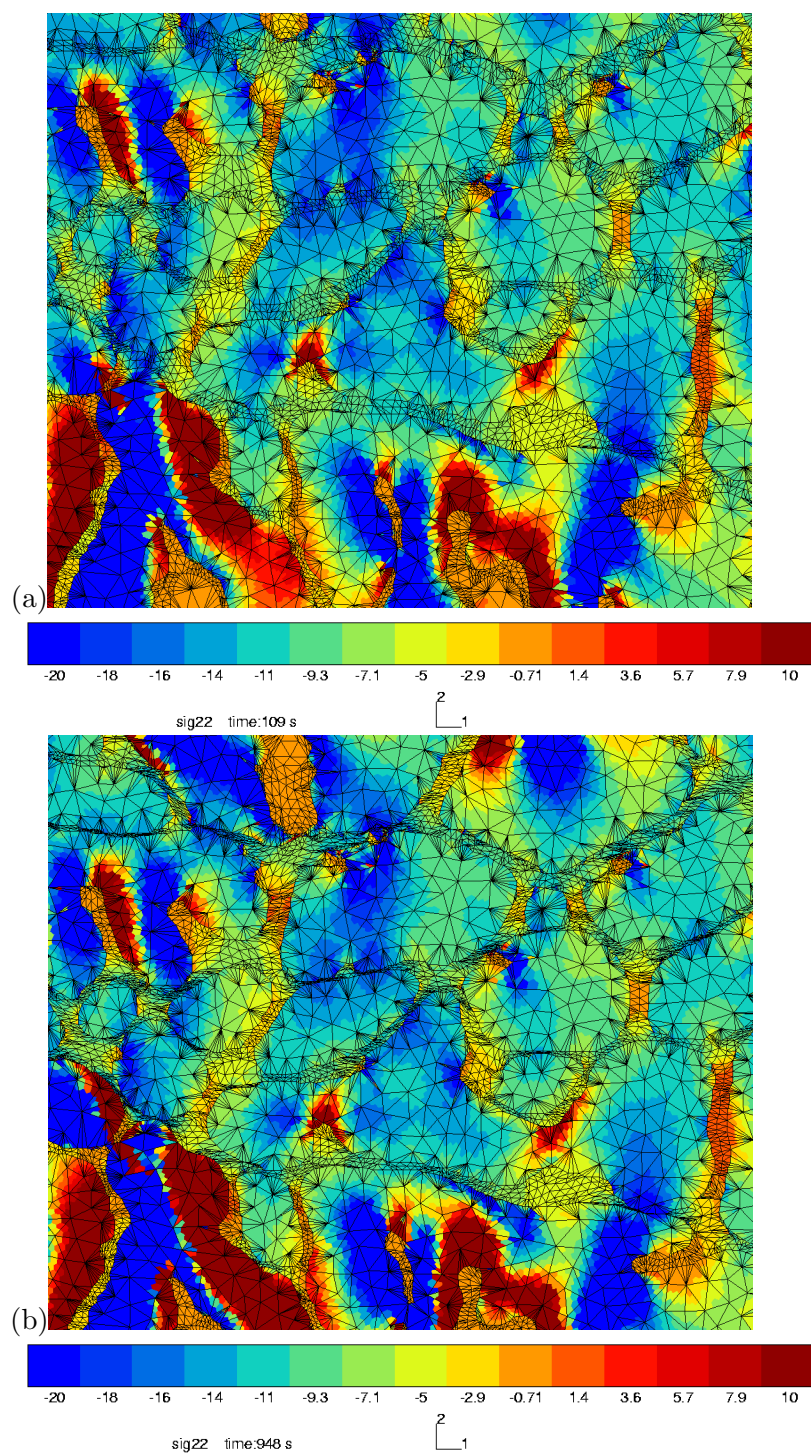 (a)
-20 -18 -16 -14 -11 -9.3 -7.1 -5 -2.9 -0.71 1.4 3.6 5.7 7.9 10
2
sig22 time:109 s 1
(b)
-20 -18 -16 -14 -11 -9.3 -7.1 -5 -2.9 -0.71 1.4 3.6 5.7 7.9 10
2
sig22 time:948 s 1